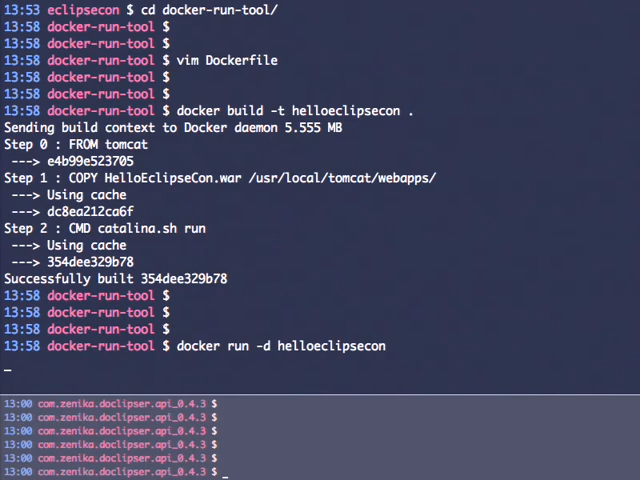 13:53 eclipsecon $ cd docker-run-tool/
13:58 docker-run-tool $
13:58 docker-run-tool $
13:58 docker-run-tool $ vim Dockerfile
13:58 docker-run-tool $
13:58 docker-run-tool $
13:58 docker-run-tool $ docker build -t helloeclipsecon .
Sending build context to Docker daemon 5.555 MB
Step 0 : FROM tomcat
---> e4b99e523705
Step 1 : COPY HelloEclipseCon.war /usr/local/tomcat/webapps/
---> Using cache
---> dc8ea212ca6f
Step 2 : CMD catalina.sh run
---> Using cache
---> 354dee329b78
Successfully built 354dee329b78
13:58 docker-run-tool $
13:58 docker-run-tool $
13:58 docker-run-tool $
13:58 docker-run-tool $ docker run -d helloeclipsecon
_
13:00 com.zenika.doclipser.api_0.4.3 $
13:00 com.zenika.doclipser.api_0.4.3 $
13:00 com.zenika.doclipser.api_0.4.3 $
13:00 com.zenika.doclipser.api_0.4.3 $
13:00 com.zenika.doclipser.api_0.4.3 $
13:00 com.zenika.doclipser.api_0.4.3 $ _